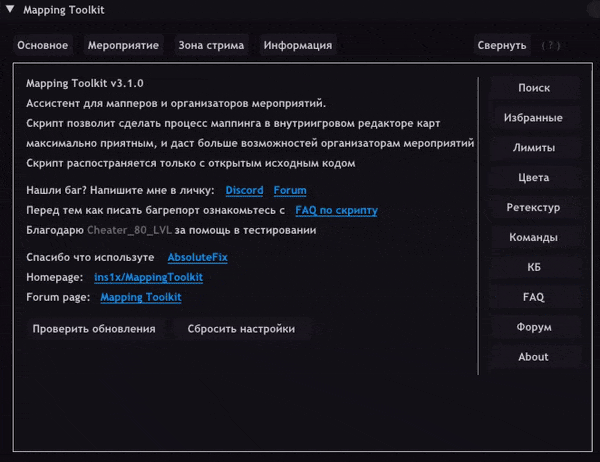 Mapping Toolkit
Основное Мероприятие Зона стрима Информация Свернуть ( ? )
Mapping Toolkit v3.1.0
Ассистент для мапперов и организаторов мероприятий.
Скрипт позволит сделать процесс маппинга в внутриигровом редакторе карт
максимально приятным, и даст больше возможностей организаторам мероприятий
Скрипт распостраняется только с открытым исходным кодом
Нашли баг? Напишите мне в личку: Discord Forum
Перед тем как писать багрепорт ознакомьтесь с FAQ по скрипту
Благодарю Cheater_80_LVL за помощь в тестировании
Спасибо что используте AbsoluteFix
Homepage: ins1x/MappingToolkit
Forum page: Mapping Toolkit
Проверить обновления Сбросить настройки
Поиск
Избранные
Лимиты
Цвета
Ретекстур
Команды
КБ
FAQ
Форум
About